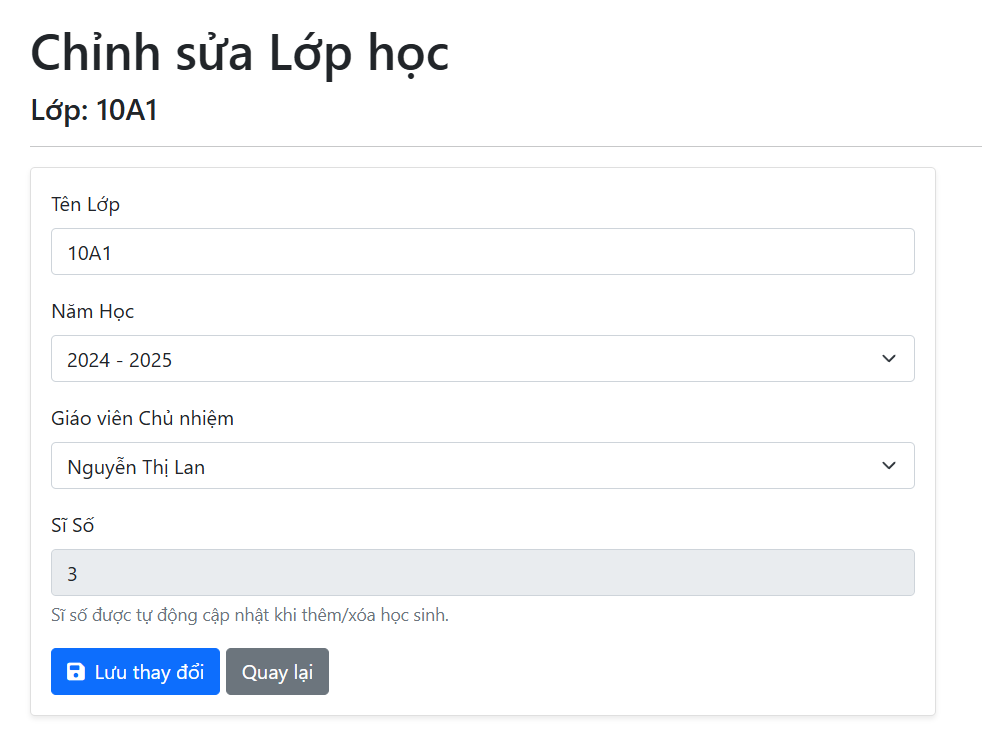 Chỉnh sửa Lớp học
Lớp: 10A1
Tên Lớp
10A1
Năm Học
2024 - 2025
Giáo viên Chủ nhiệm
Nguyễn Thị Lan
Sĩ Số
3
Sĩ số được tự động cập nhật khi thêm/xóa học sinh.
Lưu thay đổi Quay lại